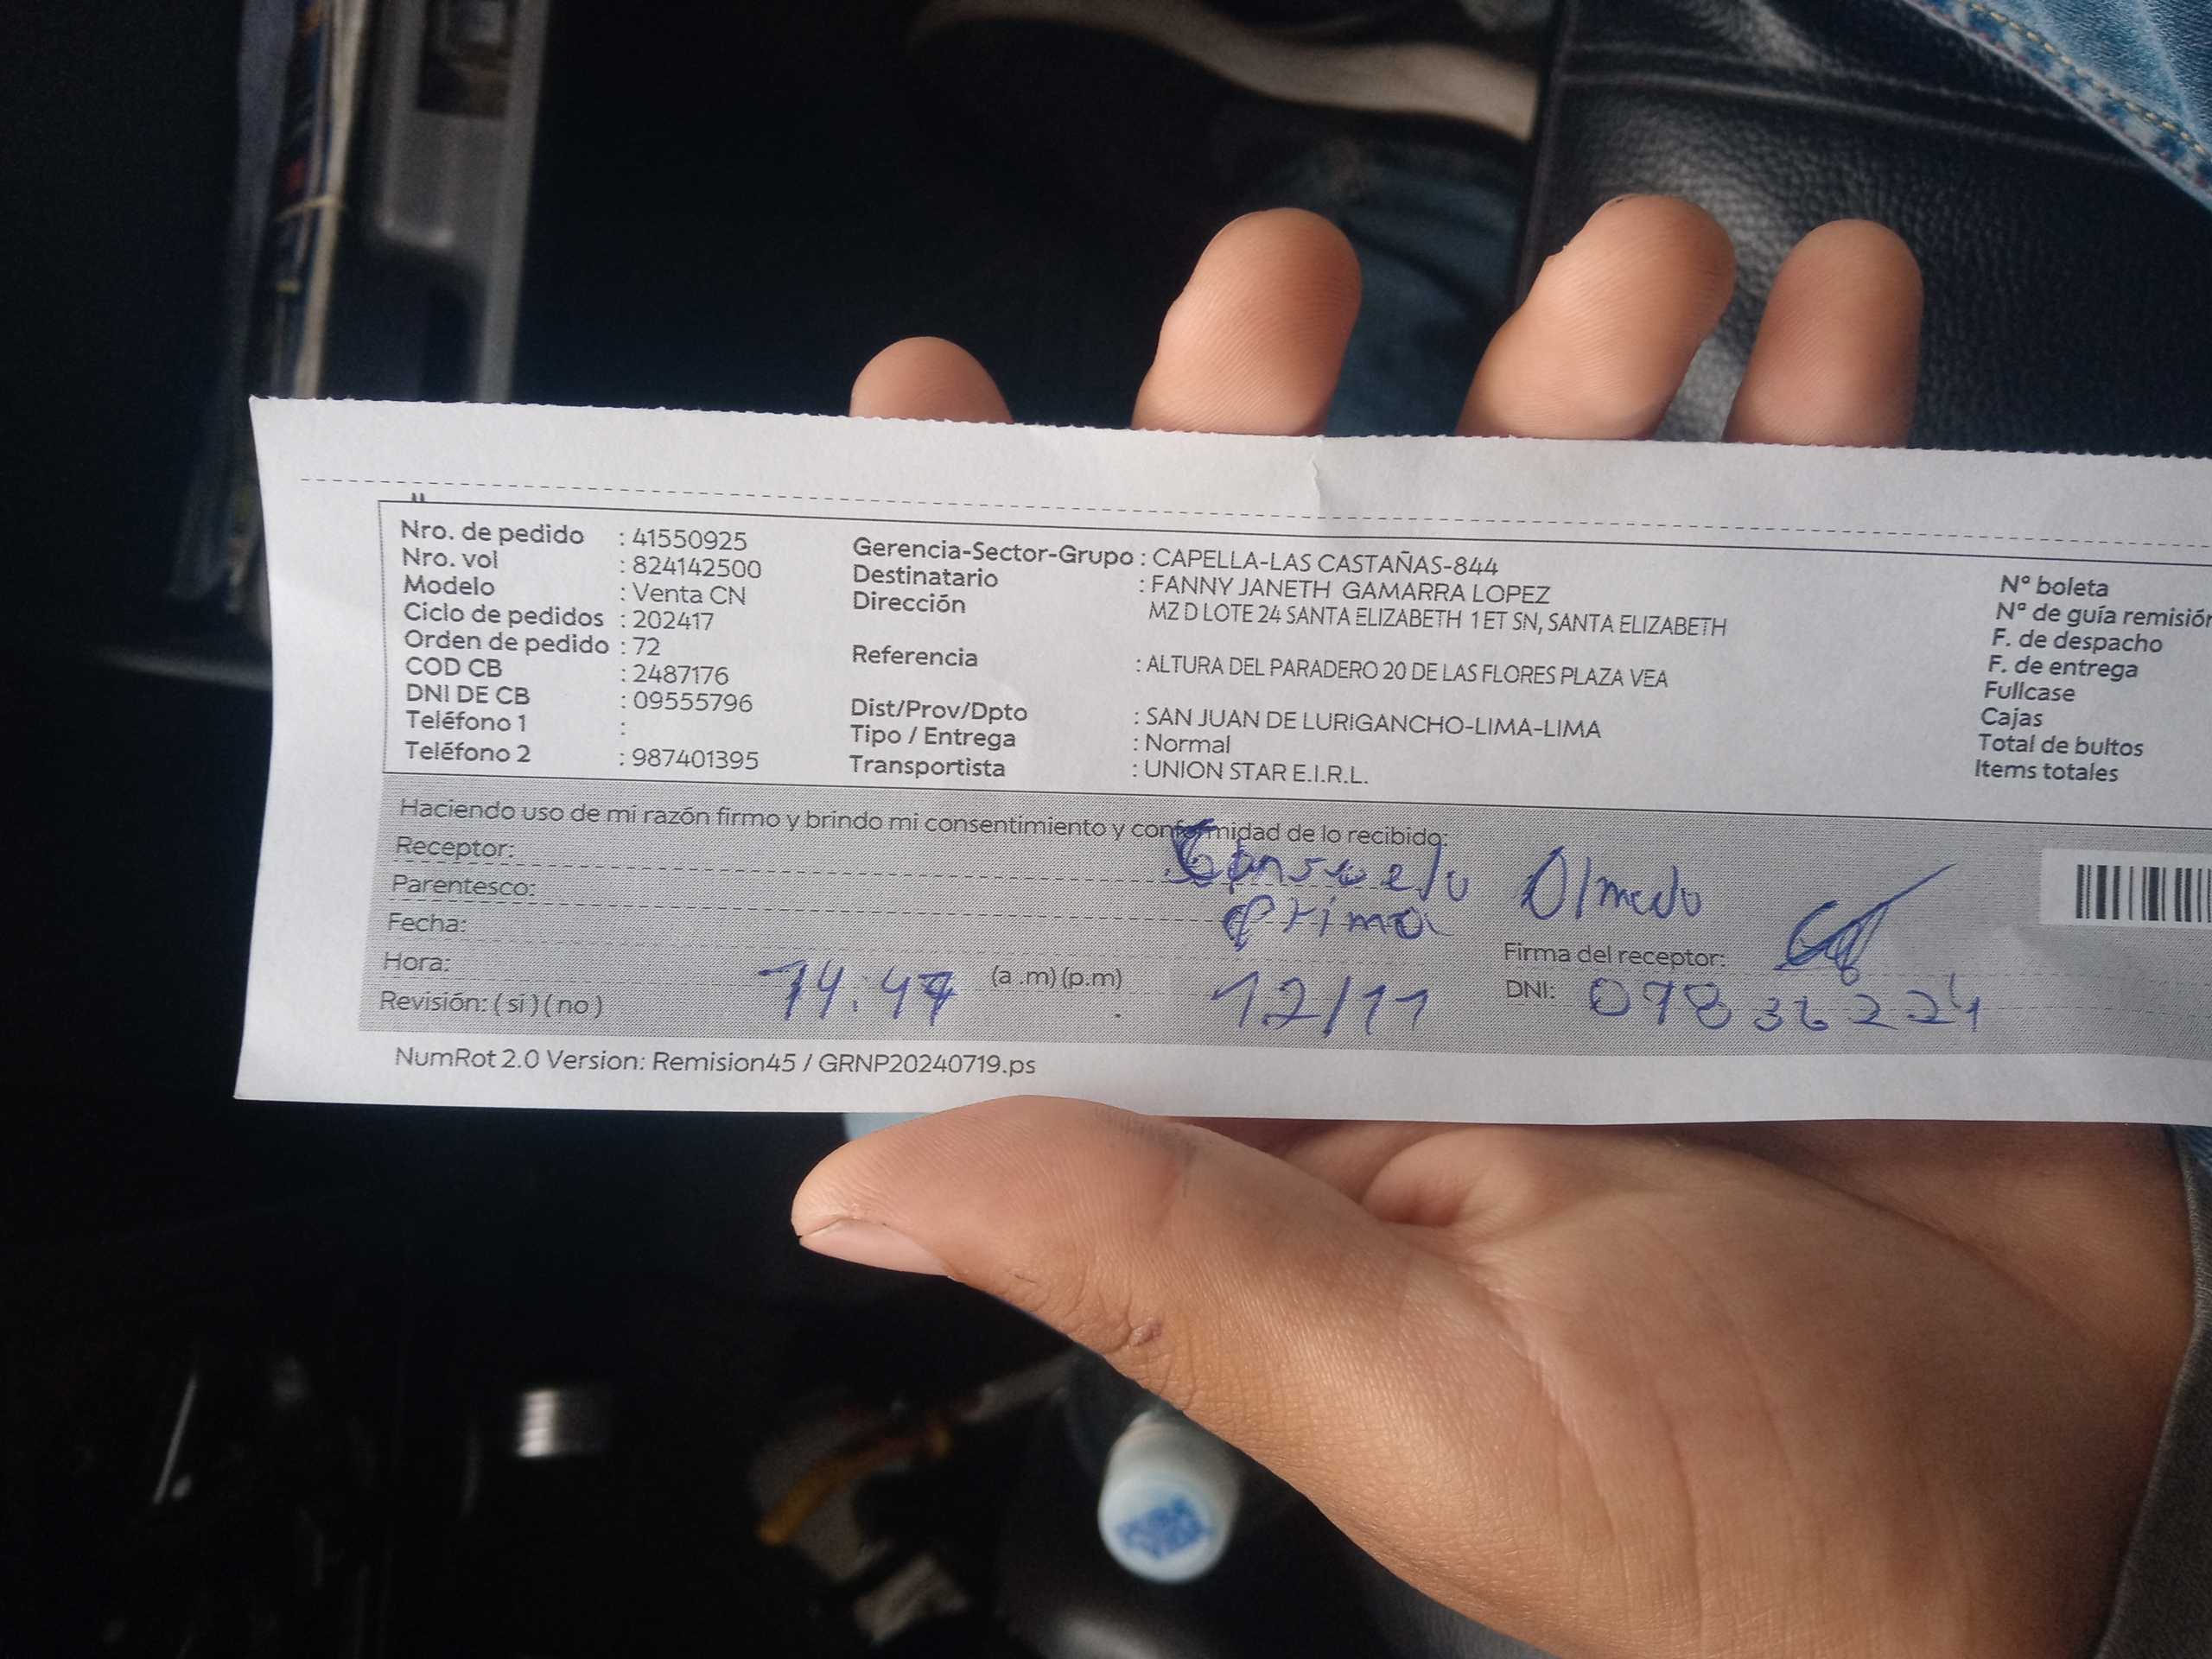 Nro. de pedido : 41550925
Nro. vol : 824142500
Modelo : Venta CN
Ciclo de pedidos : 202417
Orden de pedido : 72
COD CB : 2487176
DNI DE CB : 09555796
Teléfono 1 :
Teléfono 2 : 987401395
Gerencia-Sector-Grupo : CAPELLA-LAS CASTAÑAS-844
Destinatario : FANNY JANETH GAMARRA LOPEZ
Dirección MZ D LOTE 24 SANTA ELIZABETH 1 ET SN, SANTA ELIZABETH
Referencia : ALTURA DEL PARADERO 20 DE LAS FLORES PLAZA VEA
Dist/Prov/Dpto : SAN JUAN DE LURIGANCHO-LIMA-LIMA
Tipo / Entrega : Normal
Transportista : UNION STAR E.I.R.L.
N° boleta
N° de guía remisión
F. de despacho
F. de entrega
Fullcase
Cajas
Total de bultos
Items totales
Haciendo uso de mi razón firmo y brindo mi consentimiento y conformidad de lo recibido:
Receptor: Consuelo Olmedo
Parentesco: Prima
Fecha:
Firma del receptor:
Hora: 14:47 (a .m) (p.m) 12/11
DNI: 09836224
Revisión: ( sí ) ( no )
NumRot 2.0 Version: Remision45 / GRNP20240719.ps